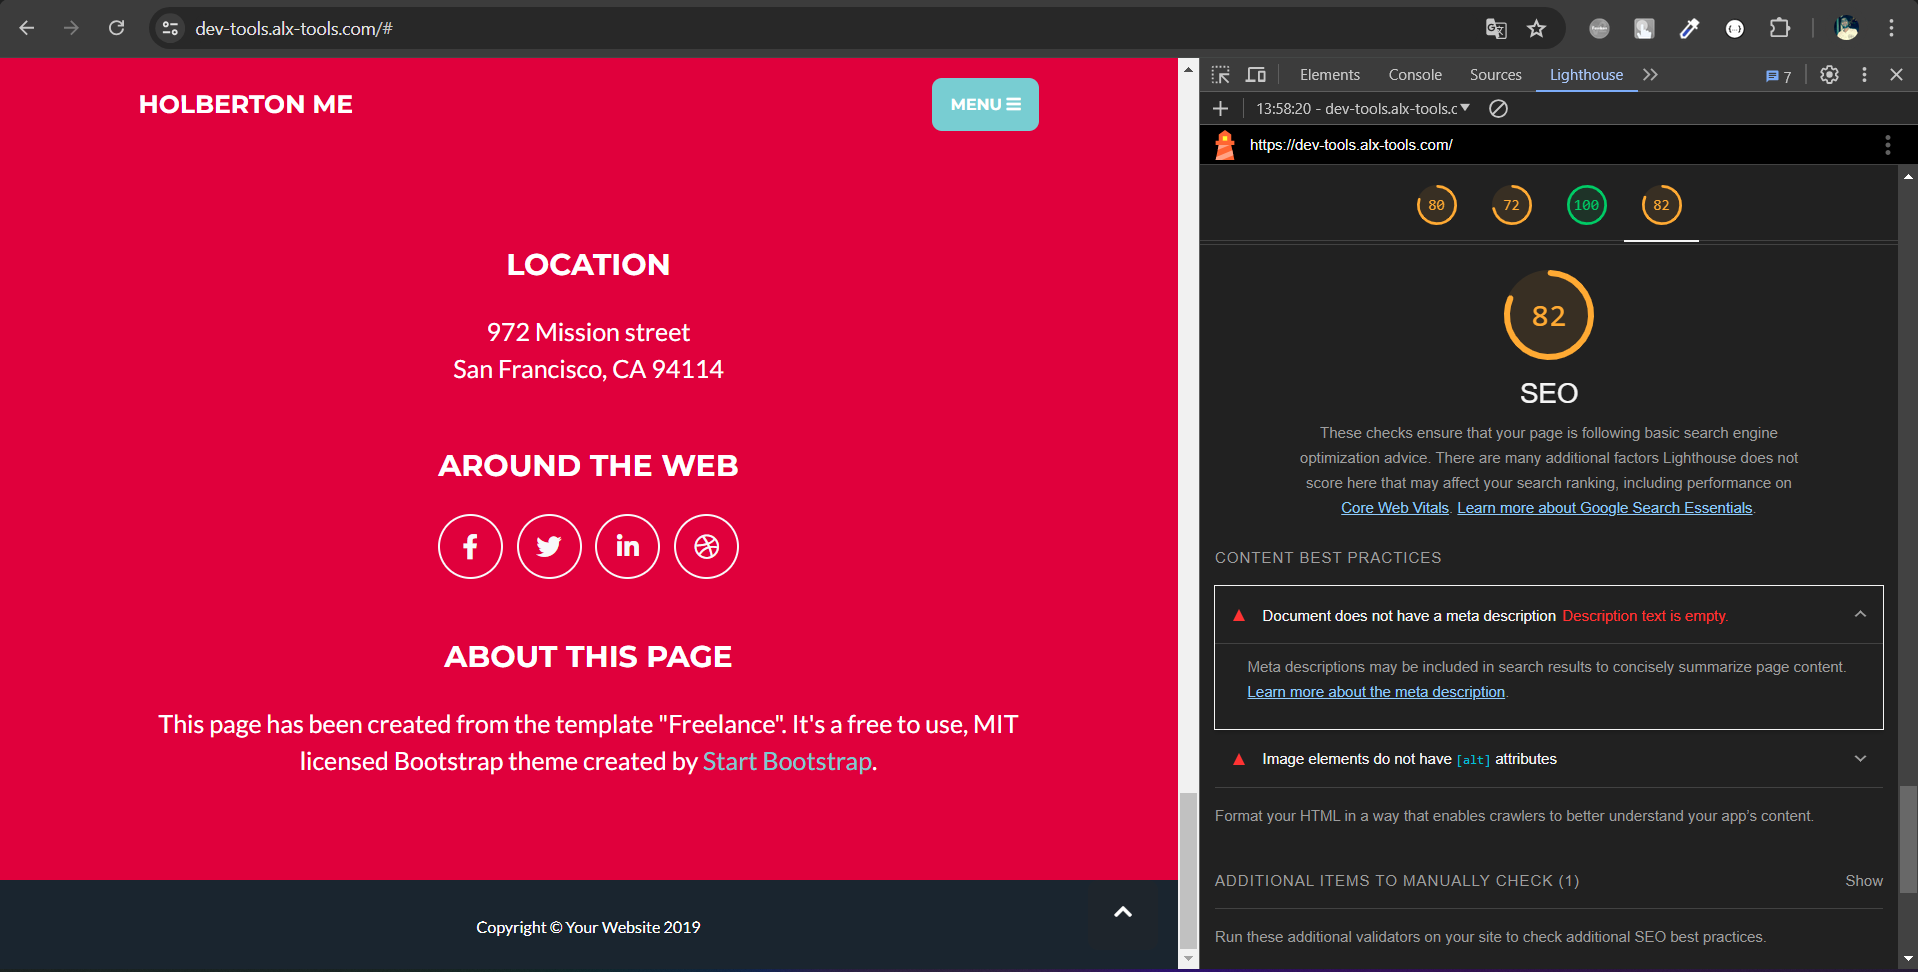 dev-tools.alx-tools.com/#
HOLBERTON ME
MENU
LOCATION
972 Mission street
San Francisco, CA 94114
AROUND THE WEB
ABOUT THIS PAGE
This page has been created from the template "Freelance". It's a free to use, MIT
licensed Bootstrap theme created by Start Bootstrap.
Copyright © Your Website 2019
Elements Console Sources Lighthouse 7
13:58:20 - dev-tools.alx-tools.c
https://dev-tools.alx-tools.com/
80 72 100 82
82
SEO
These checks ensure that your page is following basic search engine
optimization advice. There are many additional factors Lighthouse does not
score here that may affect your search ranking, including performance on
Core Web Vitals. Learn more about Google Search Essentials.
CONTENT BEST PRACTICES
Document does not have a meta description Description text is empty.
Meta descriptions may be included in search results to concisely summarize page content.
Learn more about the meta description.
Image elements do not have [alt] attributes
Format your HTML in a way that enables crawlers to better understand your app’s content.
ADDITIONAL ITEMS TO MANUALLY CHECK (1) Show
Run these additional validators on your site to check additional SEO best practices.